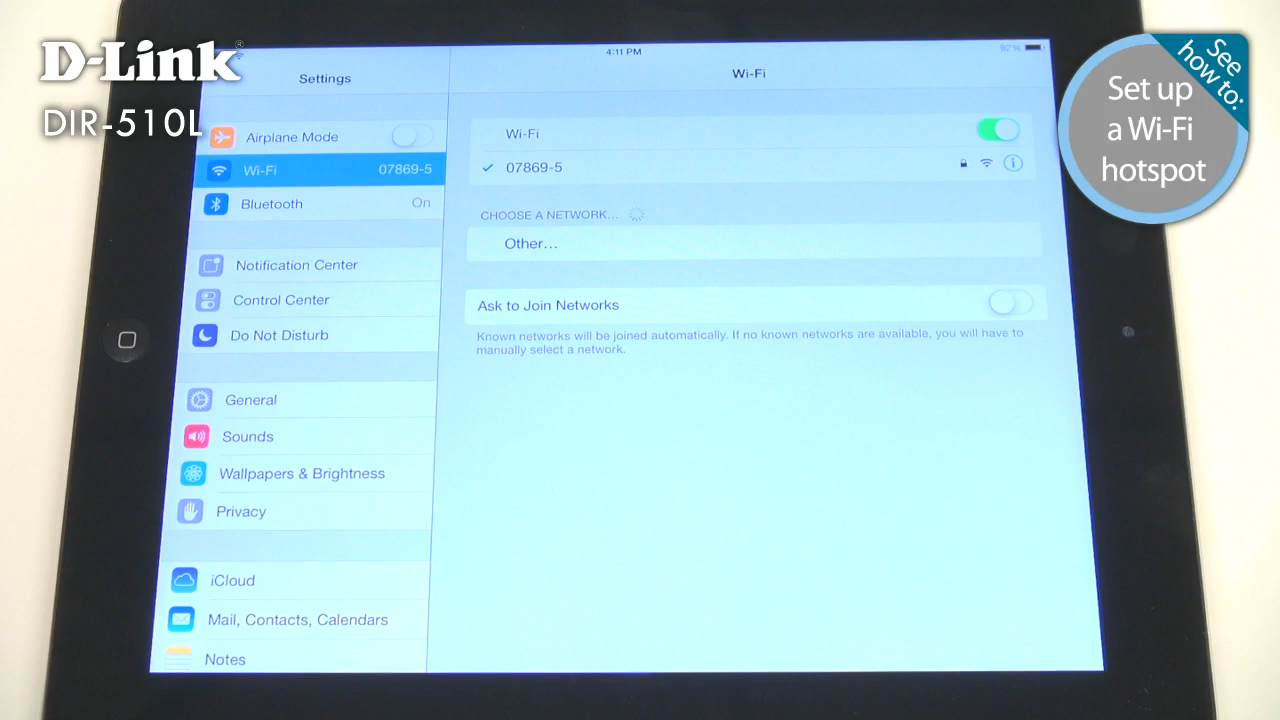 D-Link®
DIR-510L
See
how to:
Set up
a Wi-Fi
hotspot
4:11 PM
92%
Settings
Wi-Fi
Airplane Mode
Wi-Fi 07869-5
Bluetooth On
Notification Center
Control Center
Do Not Disturb
General
Sounds
Wallpapers & Brightness
Privacy
iCloud
Mail, Contacts, Calendars
Notes
Wi-Fi
07869-5
CHOOSE A NETWORK...
Other...
Ask to Join Networks
Known networks will be joined automatically. If no known networks are available, you will have to
manually select a network.